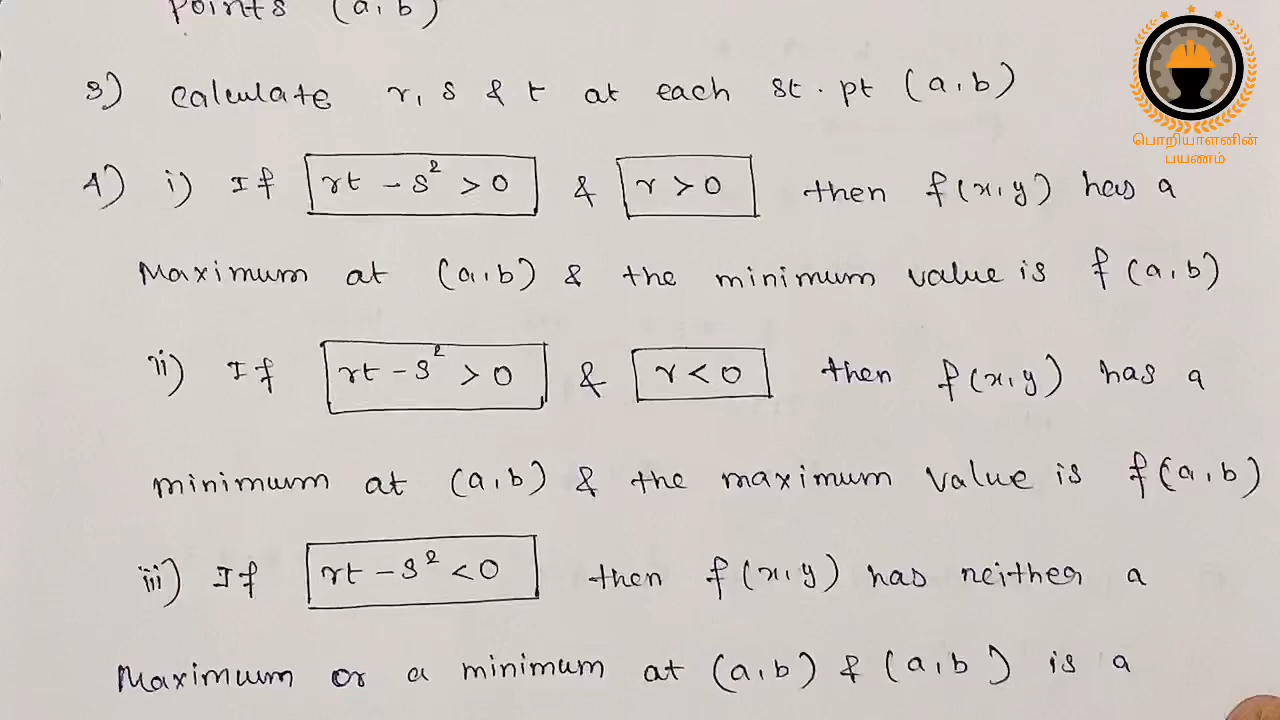 points (a,b)
3) calculate r, s & t at each st. pt (a,b)
4) i) If rt - s² > 0 & r > 0 then f(x,y) has a
Maximum at (a,b) & the minimum value is f(a,b)
ii) If rt - s² > 0 & r < 0 then f(x,y) has a
minimum at (a,b) & the maximum value is f(a,b)
iii) If rt - s² < 0 then f(x,y) has neither a
Maximum or a minimum at (a,b) & (a,b) is a
பொறியாளனின்
பயணம்